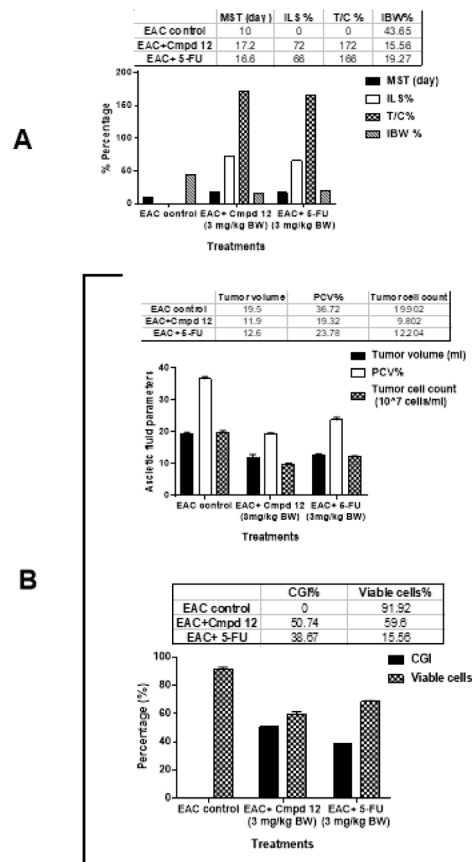 MST (day) ILS % T/C% IBW%
EAC control 10 0 0 43.65
EAC+Cmpd 12 17.2 72 172 15.56
EAC+ 5-FU 16.6 66 166 19.27
A
% Percentage
200
150
100
50
0
MST (day)
ILS%
T/C%
IBW %
EAC control EAC+ Cmpd 12 EAC+ 5-FU
(3 mg/kg BW) (3 mg/kg BW)
Treatments
Tumor volume PCV% Tumor cell count
EAC control 19.5 36.72 19.902
EAC+Cmpd 12 11.9 19.32 9.802
EAC+5-FU 12.6 23.78 12.204
B
Ascietic fluid parameters
40
30
20
10
0
Tumor volume (ml)
PCV%
Tumor cell count
(10^7 cells/ml)
EAC control EAC+ Cmpd 12 EAC+ 5-FU
(3mg/kg BW) (3mg/kg BW)
Treatments
CGI% Viable cells%
EAC control 0 91.92
EAC+Cmpd 12 50.74 59.6
EAC+ 5-FU 38.67 15.56
Percentage (%)
100
80
60
40
20
0
CGI
Viable cells
EAC control EAC+ Cmpd 12 EAC+ 5-FU
(3 mg/kg BW) (3 mg/kg BW)
Treatments